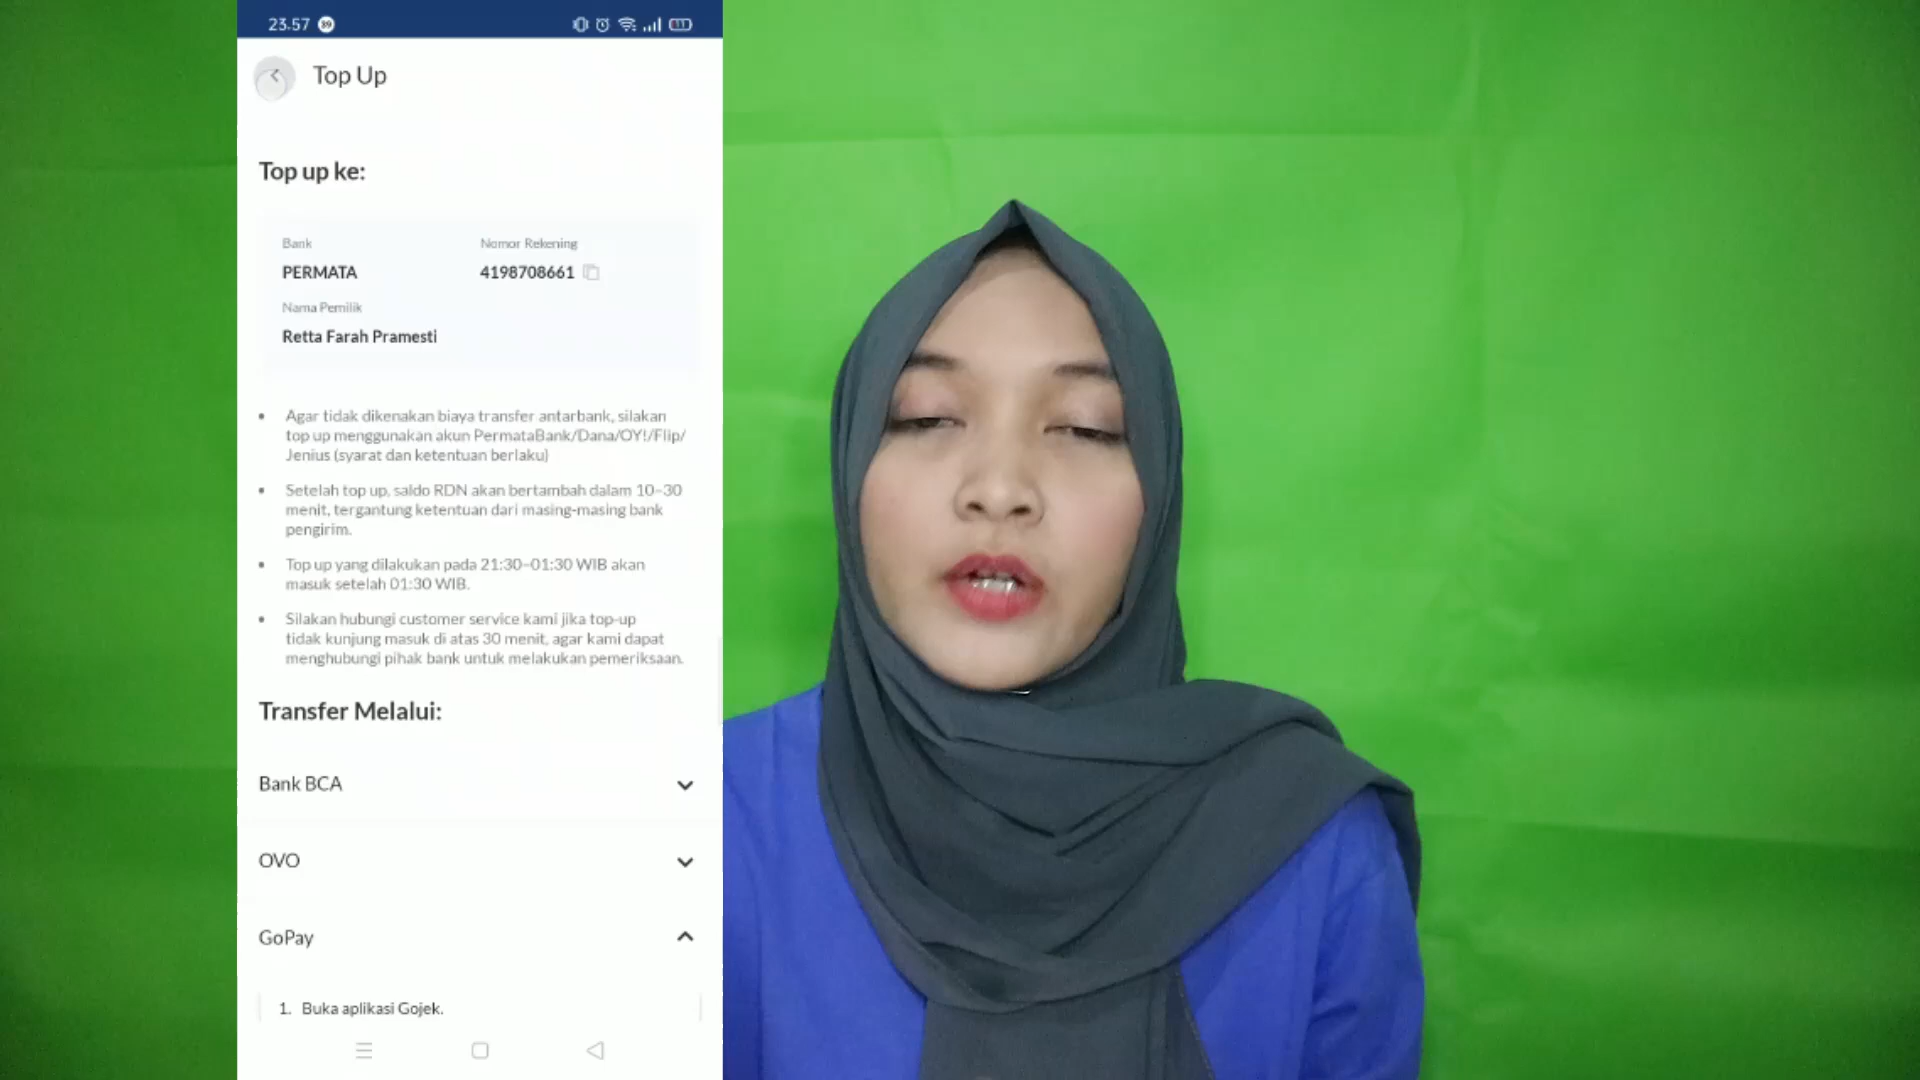 23.57
Top Up
Top up ke:
Bank
Nomor Rekening
PERMATA
4198708661
Nama Pemilik
Retta Farah Pramesti
• Agar tidak dikenakan biaya transfer antarbank, silakan
top up menggunakan akun PermataBank/Dana/OY!/Flip/
Jenius (syarat dan ketentuan berlaku)
• Setelah top up, saldo RDN akan bertambah dalam 10–30
menit, tergantung ketentuan dari masing-masing bank
pengirim.
• Top up yang dilakukan pada 21:30–01:30 WIB akan
masuk setelah 01:30 WIB.
• Silakan hubungi customer service kami jika top-up
tidak kunjung masuk di atas 30 menit, agar kami dapat
menghubungi pihak bank untuk melakukan pemeriksaan.
Transfer Melalui:
Bank BCA
OVO
GoPay
1. Buka aplikasi Gojek.